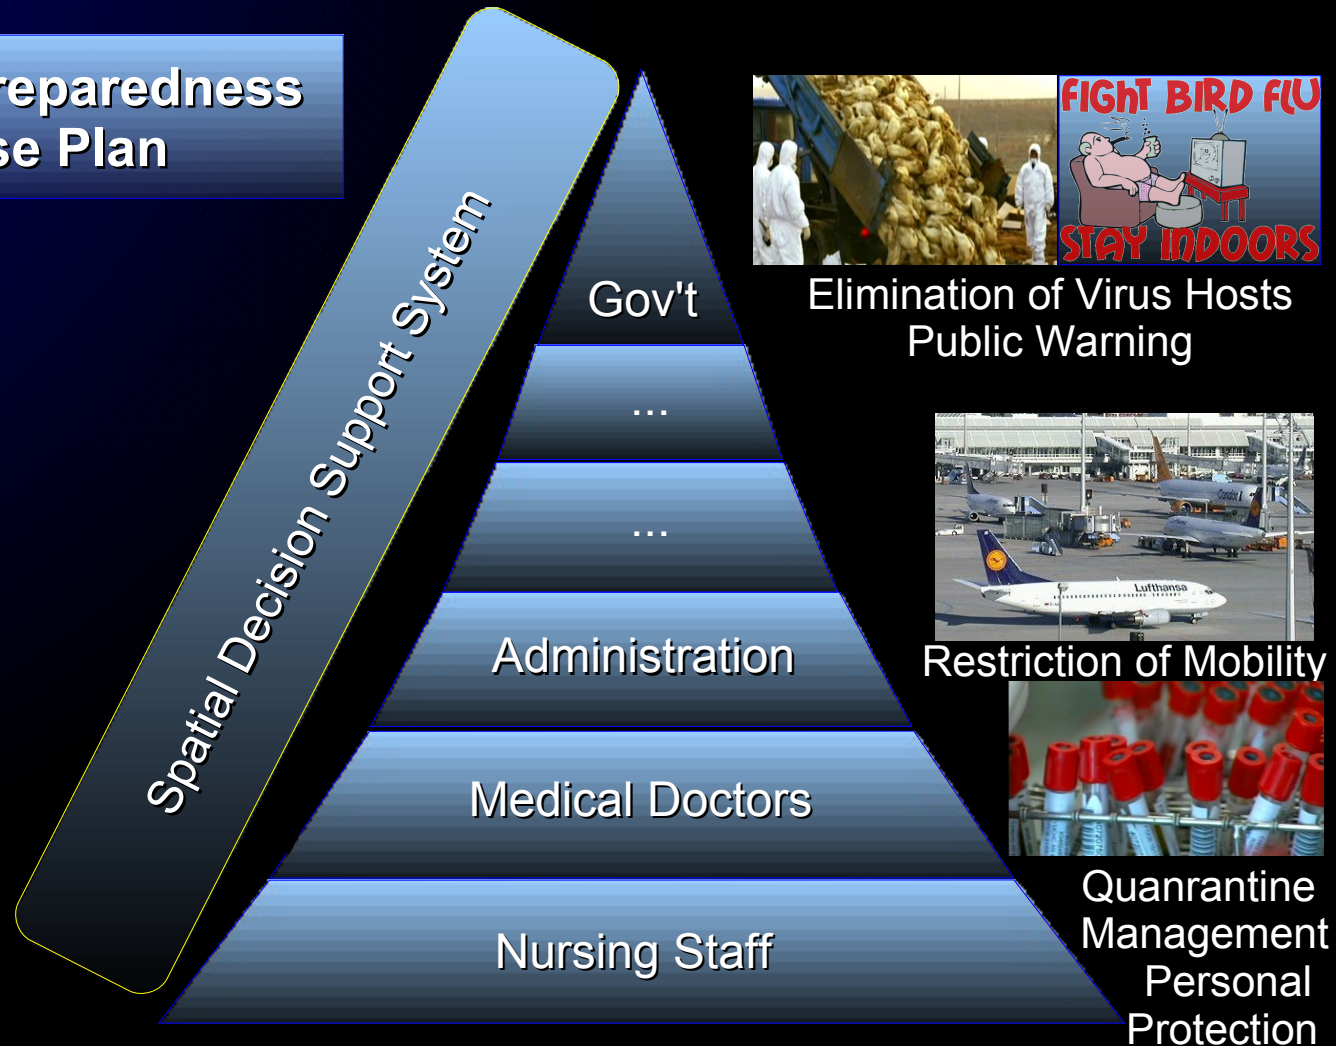 reparedness
se Plan
Spatial Decision Support System
Gov't
...
...
Administration
Medical Doctors
Nursing Staff
FIGHT BIRD FLU
STAY INDOORS
Elimination of Virus Hosts
Public Warning
Condor
Lufthansa
Restriction of Mobility
Quanrantine
Management
Personal
Protection